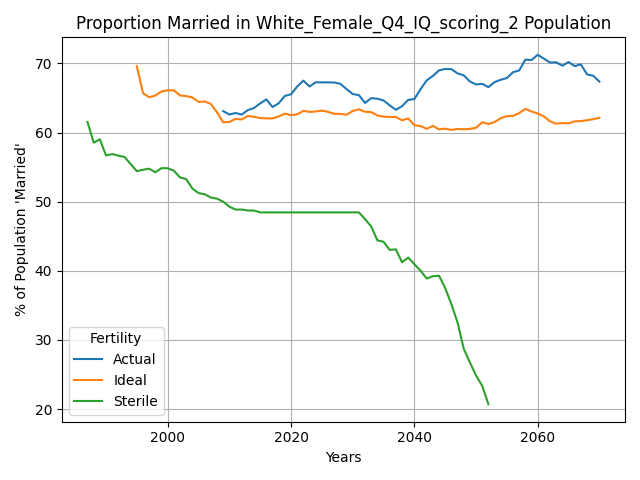 Proportion Married in White_Female_Q4_IQ_scoring_2 Population
% of Population 'Married'
70
60
50
40
30
20
Fertility
Actual
Ideal
Sterile
2000
2020
2040
2060
Years